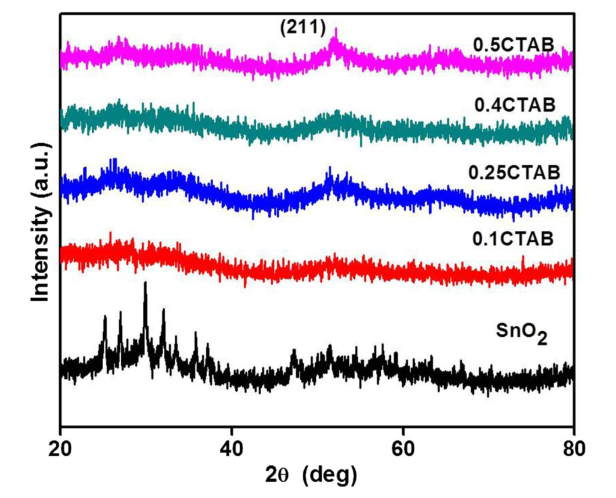 (211)
0.5CTAB
0.4CTAB
0.25CTAB
0.1CTAB
SnO2
Intensity (a.u.)
20 40 60 80
2θ (deg)